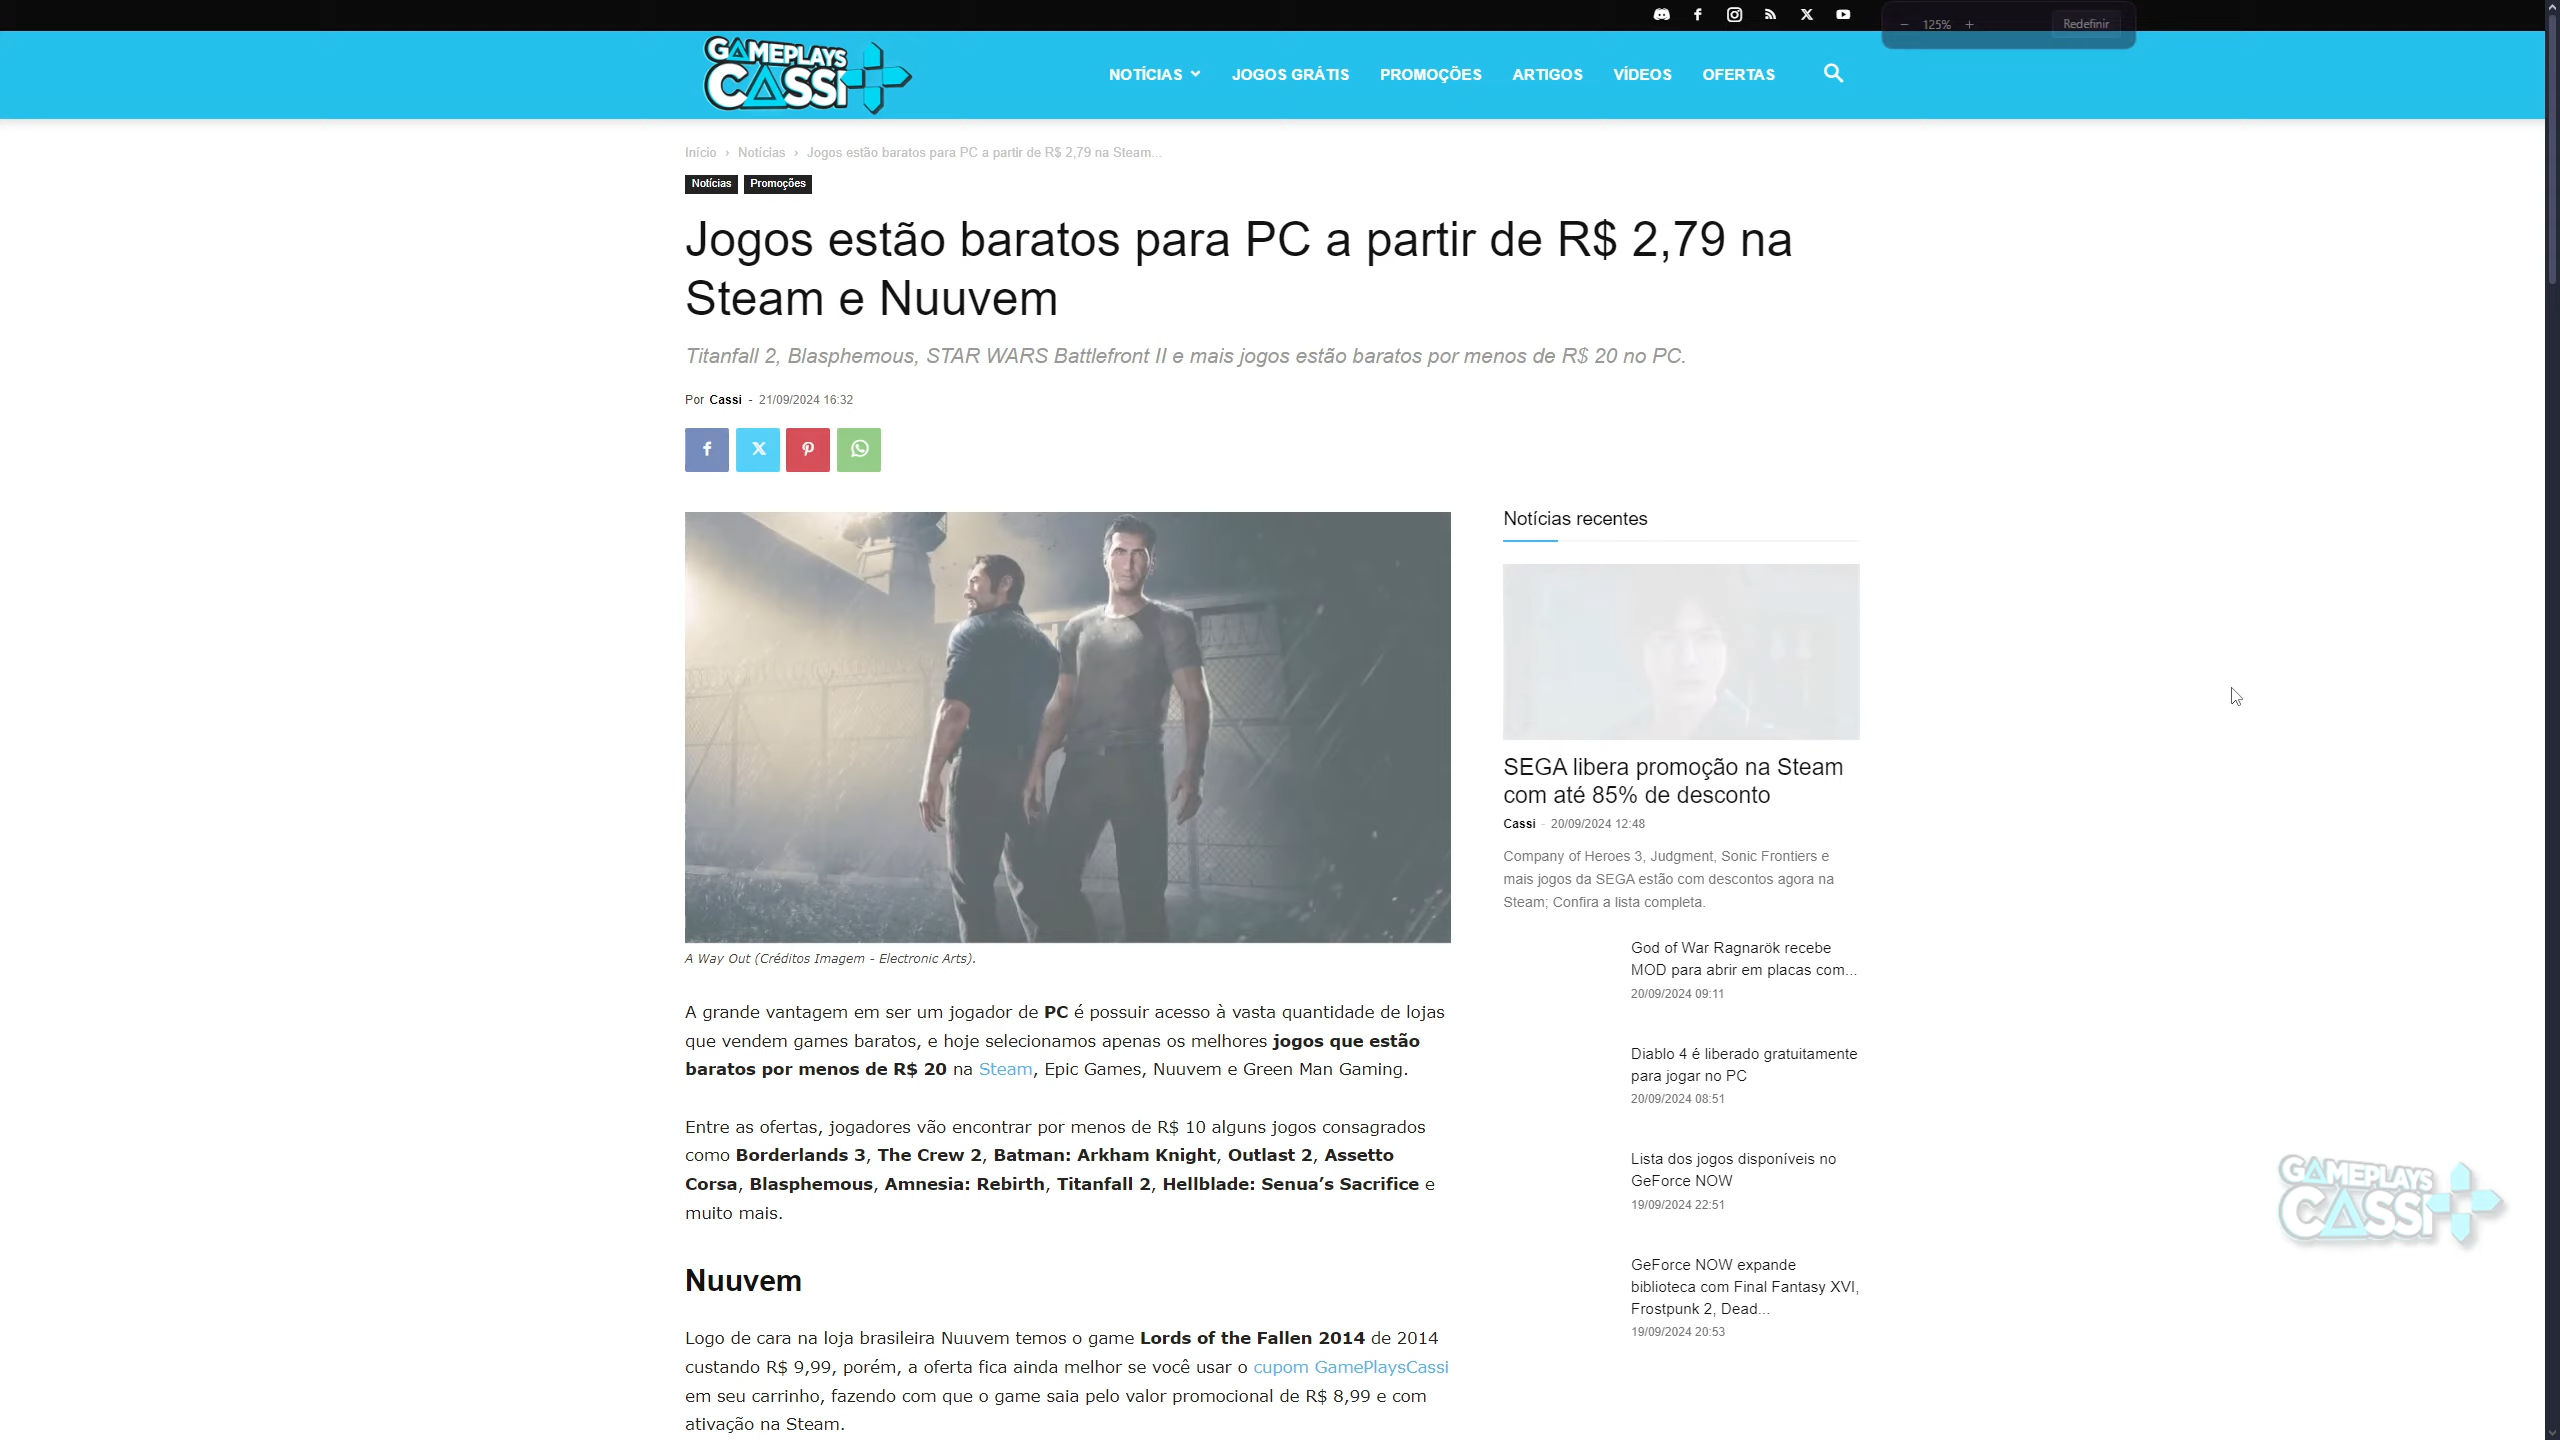 125%
Redefinir
GAMEPLAYS
CASSI
NOTÍCIAS
JOGOS GRÁTIS
PROMOÇÕES
ARTIGOS
VÍDEOS
OFERTAS
Início › Notícias › Jogos estão baratos para PC a partir de R$ 2,79 na Steam...
Notícias
Promoções
Jogos estão baratos para PC a partir de R$ 2,79 na
Steam e Nuuvem
Titanfall 2, Blasphemous, STAR WARS Battlefront II e mais jogos estão baratos por menos de R$ 20 no PC.
Por Cassi - 21/09/2024 16:32
A Way Out (Créditos Imagem - Electronic Arts).
A grande vantagem em ser um jogador de PC é possuir acesso à vasta quantidade de lojas
que vendem games baratos, e hoje selecionamos apenas os melhores jogos que estão
baratos por menos de R$ 20 na Steam, Epic Games, Nuuvem e Green Man Gaming.
Entre as ofertas, jogadores vão encontrar por menos de R$ 10 alguns jogos consagrados
como Borderlands 3, The Crew 2, Batman: Arkham Knight, Outlast 2, Assetto
Corsa, Blasphemous, Amnesia: Rebirth, Titanfall 2, Hellblade: Senua’s Sacrifice e
muito mais.
Nuuvem
Logo de cara na loja brasileira Nuuvem temos o game Lords of the Fallen 2014 de 2014
custando R$ 9,99, porém, a oferta fica ainda melhor se você usar o cupom GamePlaysCassi
em seu carrinho, fazendo com que o game saia pelo valor promocional de R$ 8,99 e com
ativação na Steam.
Notícias recentes
SEGA libera promoção na Steam
com até 85% de desconto
Cassi - 20/09/2024 12:48
Company of Heroes 3, Judgment, Sonic Frontiers e
mais jogos da SEGA estão com descontos agora na
Steam; Confira a lista completa.
God of War Ragnarök recebe
MOD para abrir em placas com...
20/09/2024 09:11
Diablo 4 é liberado gratuitamente
para jogar no PC
20/09/2024 08:51
Lista dos jogos disponíveis no
GeForce NOW
19/09/2024 22:51
GeForce NOW expande
biblioteca com Final Fantasy XVI,
Frostpunk 2, Dead...
19/09/2024 20:53
GAMEPLAYS
CASSI